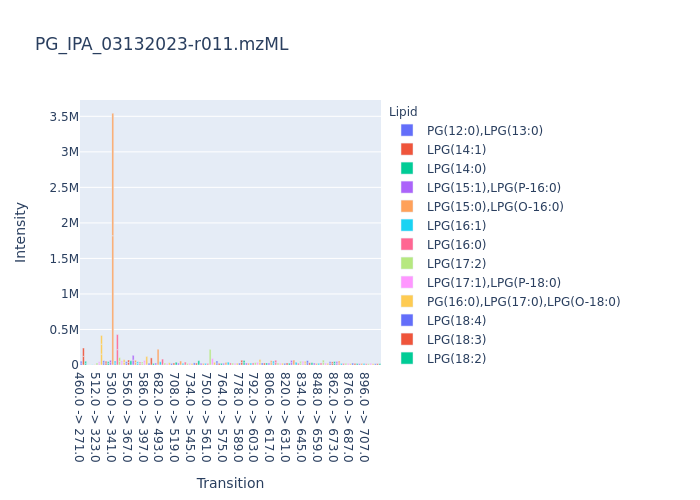 PG_IPA_03132023-r011.mzML
Lipid
PG(12:0),LPG(13:0)
LPG(14:1)
LPG(14:0)
LPG(15:1),LPG(P-16:0)
LPG(15:0),LPG(O-16:0)
LPG(16:1)
LPG(16:0)
LPG(17:2)
LPG(17:1),LPG(P-18:0)
PG(16:0),LPG(17:0),LPG(O-18:0)
LPG(18:4)
LPG(18:3)
LPG(18:2)
3.5M
3M
2.5M
2M
1.5M
1M
0.5M
0
Intensity
460.0 -> 271.0
512.0 -> 323.0
530.0 -> 341.0
556.0 -> 367.0
586.0 -> 397.0
682.0 -> 493.0
708.0 -> 519.0
734.0 -> 545.0
750.0 -> 561.0
764.0 -> 575.0
778.0 -> 589.0
792.0 -> 603.0
806.0 -> 617.0
820.0 -> 631.0
834.0 -> 645.0
848.0 -> 659.0
862.0 -> 673.0
876.0 -> 687.0
896.0 -> 707.0
Transition